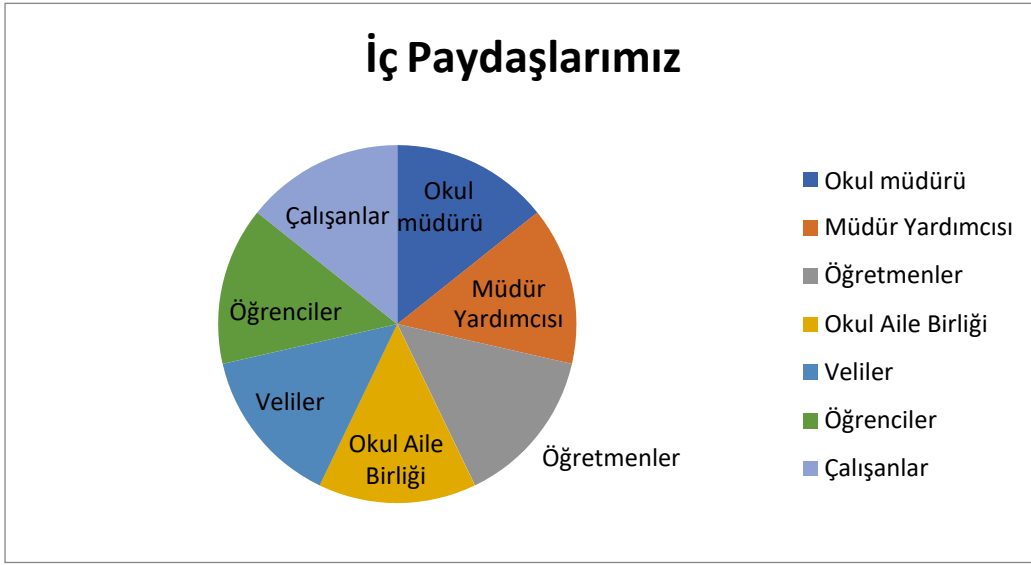 İç Paydaşlarımız
Okul
müdürü
Müdür
Yardımcısı
Öğretmenler
Okul Aile
Birliği
Veliler
Öğrenciler
Çalışanlar
Okul müdürü
Müdür Yardımcısı
Öğretmenler
Okul Aile Birliği
Veliler
Öğrenciler
Çalışanlar